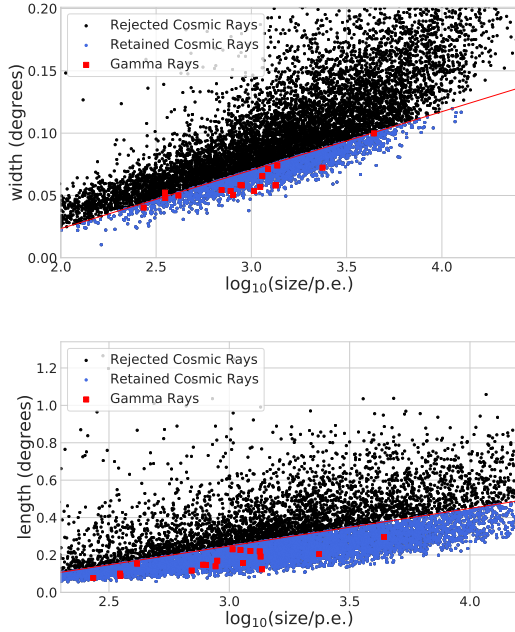 0.20
Rejected Cosmic Rays
Retained Cosmic Rays
Gamma Rays
0.15
0.10
0.05
0.00
width (degrees)
2.0 2.5 3.0 3.5 4.0
log10(size/p.e.)
Rejected Cosmic Rays
Retained Cosmic Rays
Gamma Rays
1.2
1.0
0.8
0.6
0.4
0.2
0.0
length (degrees)
2.5 3.0 3.5 4.0
log10(size/p.e.)